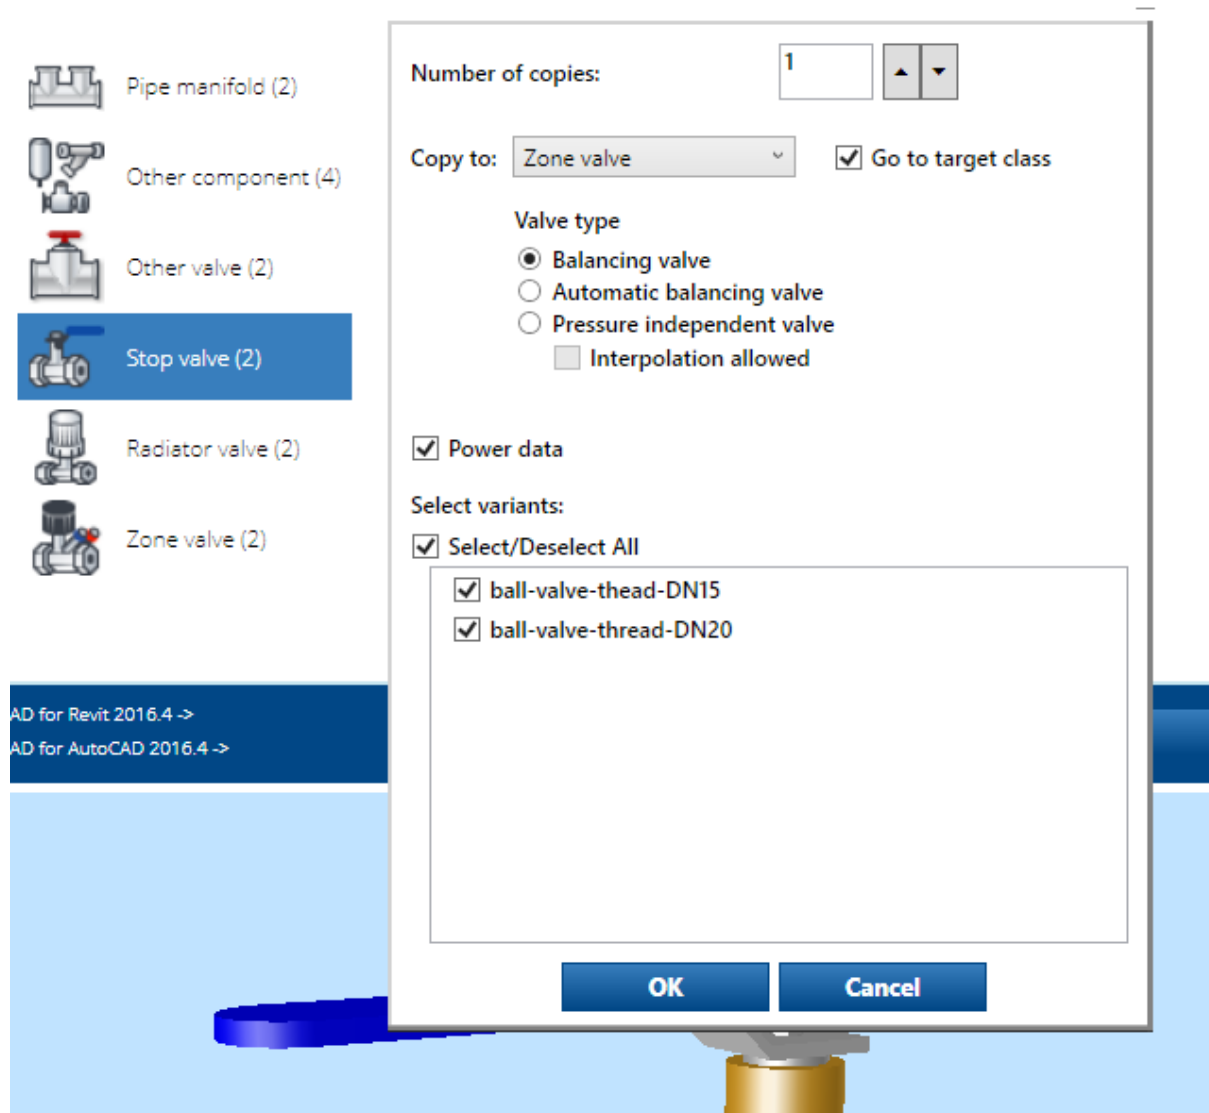 Pipe manifold (2)
Other component (4)
Other valve (2)
Stop valve (2)
Radiator valve (2)
Zone valve (2)
Number of copies:
1
Copy to:
Zone valve
Go to target class
Valve type
Balancing valve
Automatic balancing valve
Pressure independent valve
Interpolation allowed
Power data
Select variants:
Select/Deselect All
ball-valve-thead-DN15
ball-valve-thread-DN20
OK
Cancel
AD for Revit 2016.4 ->
AD for AutoCAD 2016.4 ->